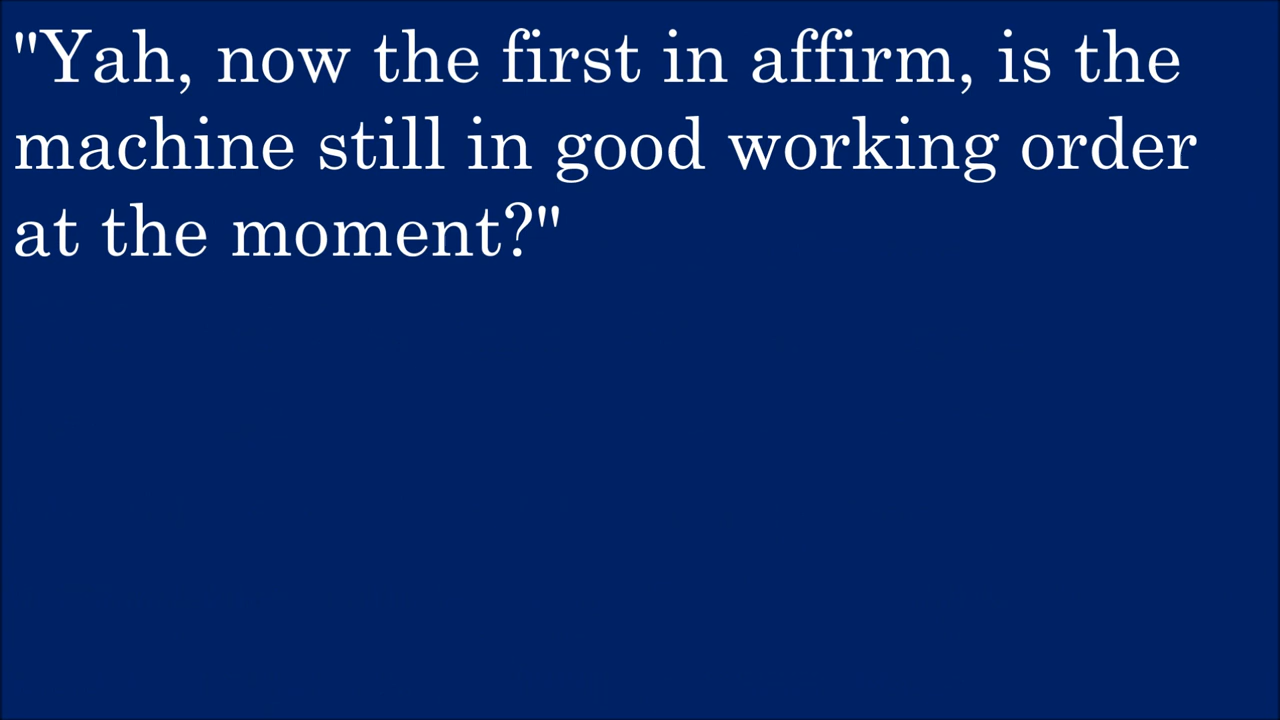 "Yah, now the first in affirm, is the
machine still in good working order
at the moment?"